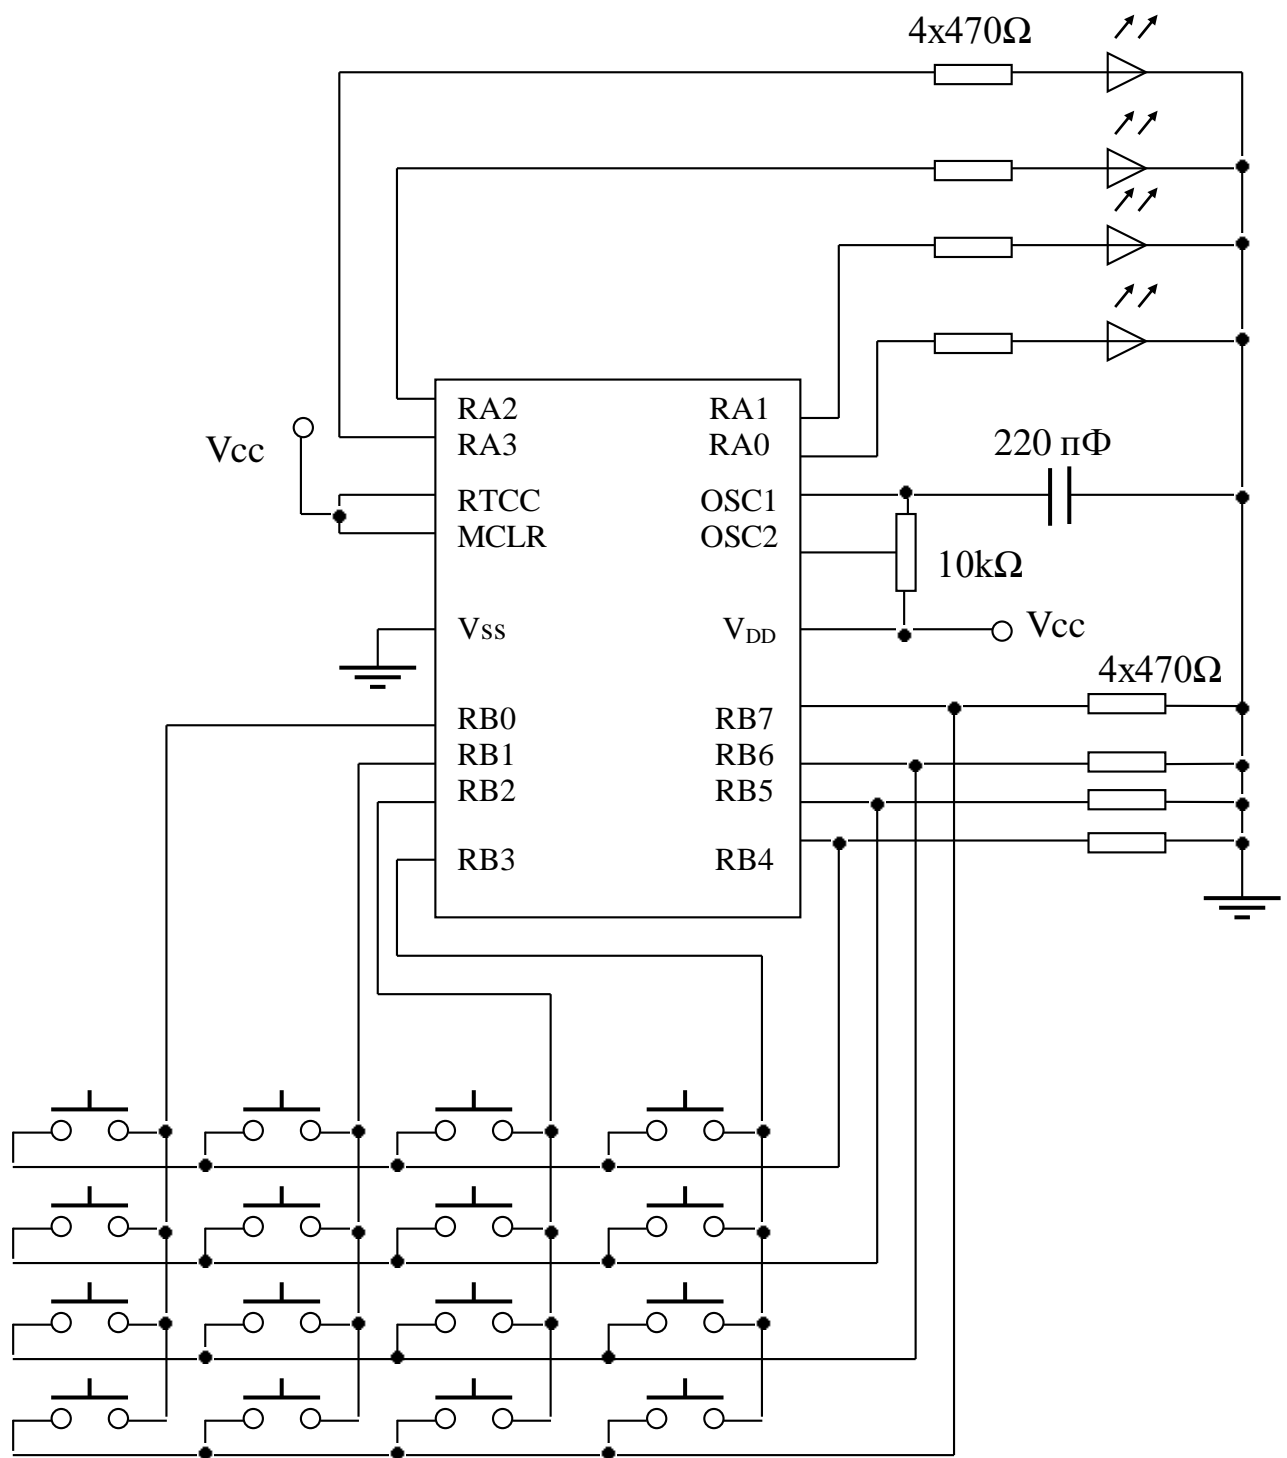 4x470Ω
RA2
RA1
Vcc
RA3
RA0
220 пФ
RTCC
OSC1
MCLR
OSC2
10kΩ
Vss
VDD
Vcc
4x470Ω
RB0
RB7
RB1
RB6
RB2
RB5
RB3
RB4